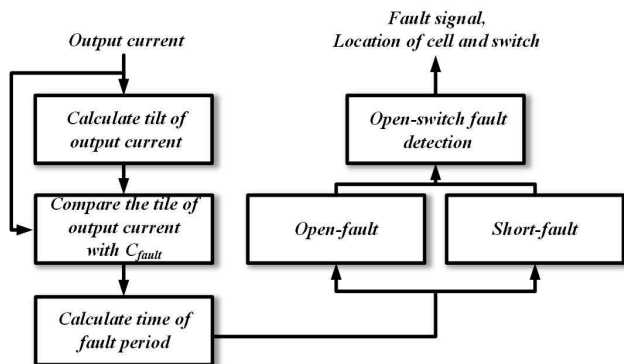 Output current
Calculate tilt of
output current
Compare the tile of
output current
with C_fault
Calculate time of
fault period
Fault signal,
Location of cell and switch
Open-switch fault
detection
Open-fault
Short-fault